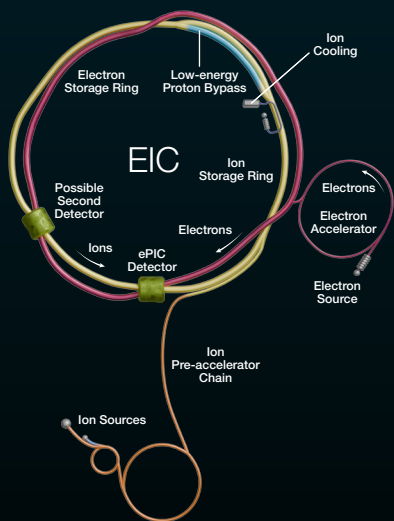 Ion
Cooling
Electron
Storage Ring
Low-energy
Proton Bypass
EIC
Ion
Storage Ring
Possible
Second
Detector
Electrons
Electron
Accelerator
Ions
Electrons
ePIC
Detector
Electron
Source
Ion
Pre-accelerator
Chain
Ion Sources